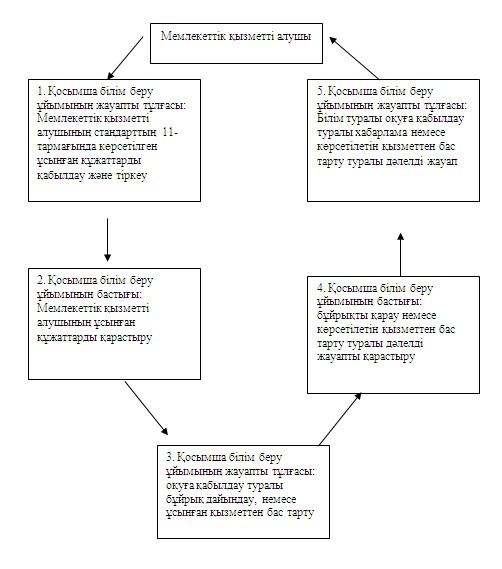 Мемлекеттік қызметті алушы
1. Қосымша білім беру
ұйымының жауапты тұлғасы:
Мемлекеттік қызметті
алушының стандарттың 11-
тармағында көрсетілген
ұсынған құжаттарды
қабылдау және тіркеу
2. Қосымша білім беру
ұйымының бастығы:
Мемлекеттік қызметті
алушының ұсынған
құжаттарды қарастыру
3. Қосымша білім беру
ұйымының жауапты тұлғасы:
оқуға қабылдау туралы
бұйрық дайындау, немесе
ұсынған қызметтен бас тарту
4. Қосымша білім беру
ұйымының бастығы:
бұйрықты қарау немесе
көрсетілетін қызметтен бас
тарту туралы дәлелді
жауапты қарастыру
5. Қосымша білім беру
ұйымының жауапты тұлғасы:
Білім туралы оқуға қабылдау
туралы хабарлама немесе
көрсетілетін қызметтен бас
тарту туралы дәлелді жауап